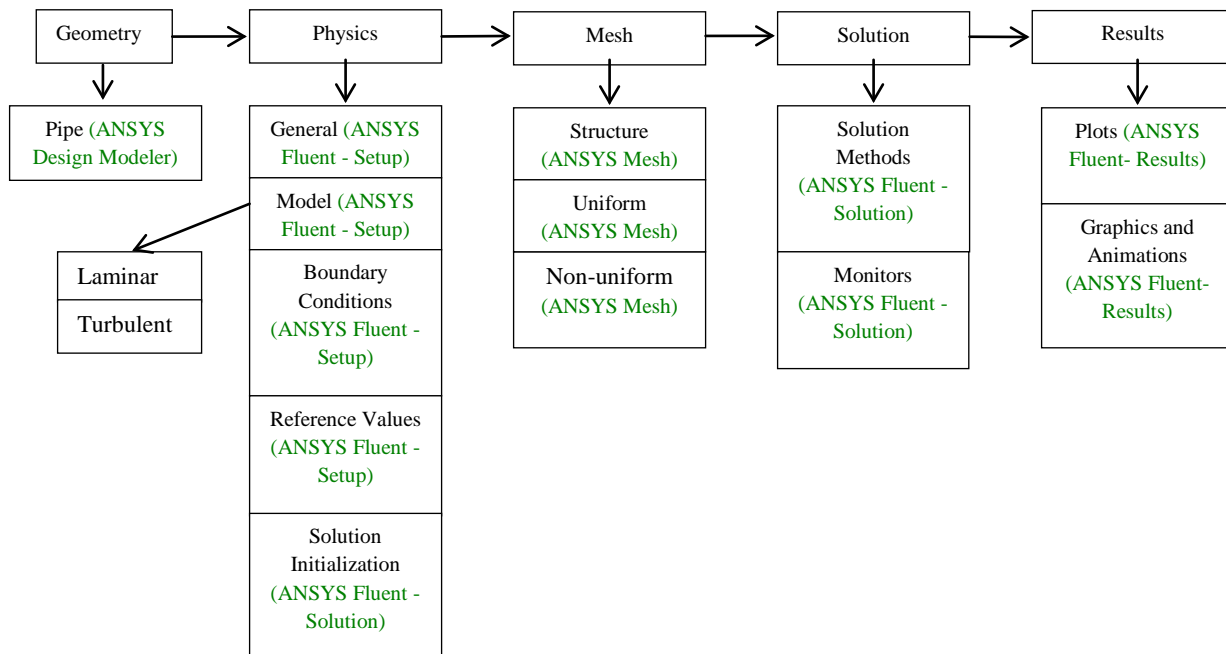 Geometry
Physics
Mesh
Solution
Results
Pipe (ANSYS
Design Modeler)
General (ANSYS
Fluent - Setup)
Model (ANSYS
Fluent - Setup)
Boundary
Conditions
(ANSYS Fluent -
Setup)
Reference Values
(ANSYS Fluent -
Setup)
Solution
Initialization
(ANSYS Fluent -
Solution)
Laminar
Turbulent
Structure
(ANSYS Mesh)
Uniform
(ANSYS Mesh)
Non-uniform
(ANSYS Mesh)
Solution
Methods
(ANSYS Fluent -
Solution)
Monitors
(ANSYS Fluent -
Solution)
Plots (ANSYS
Fluent- Results)
Graphics and
Animations
(ANSYS Fluent-
Results)